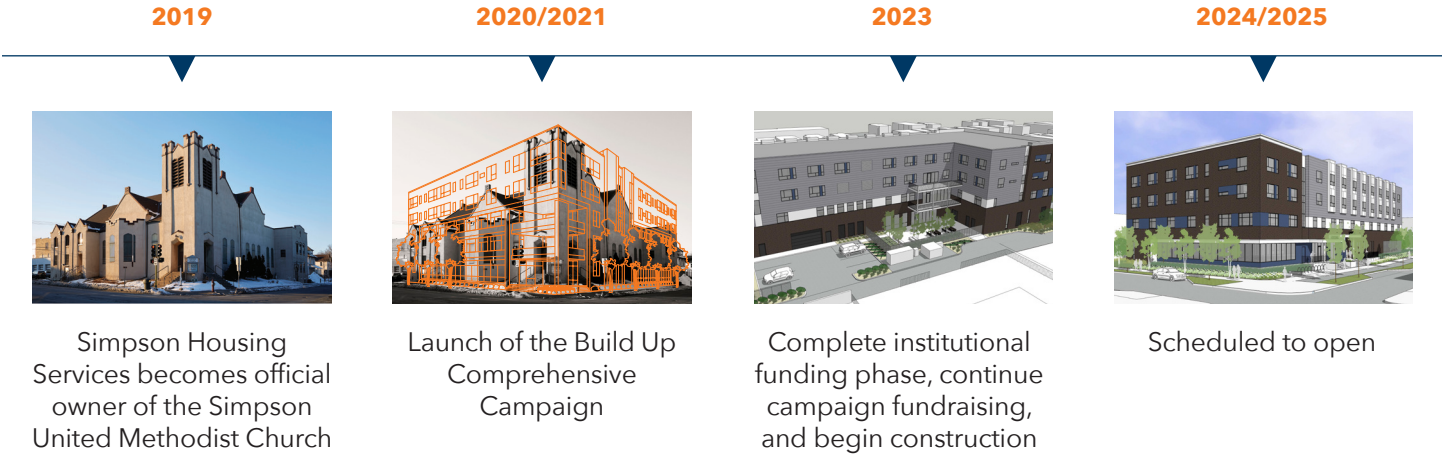 2019
Simpson Housing
Services becomes official
owner of the Simpson
United Methodist Church
2020/2021
Launch of the Build Up
Comprehensive
Campaign
2023
Complete institutional
funding phase, continue
campaign fundraising,
and begin construction
2024/2025
Scheduled to open